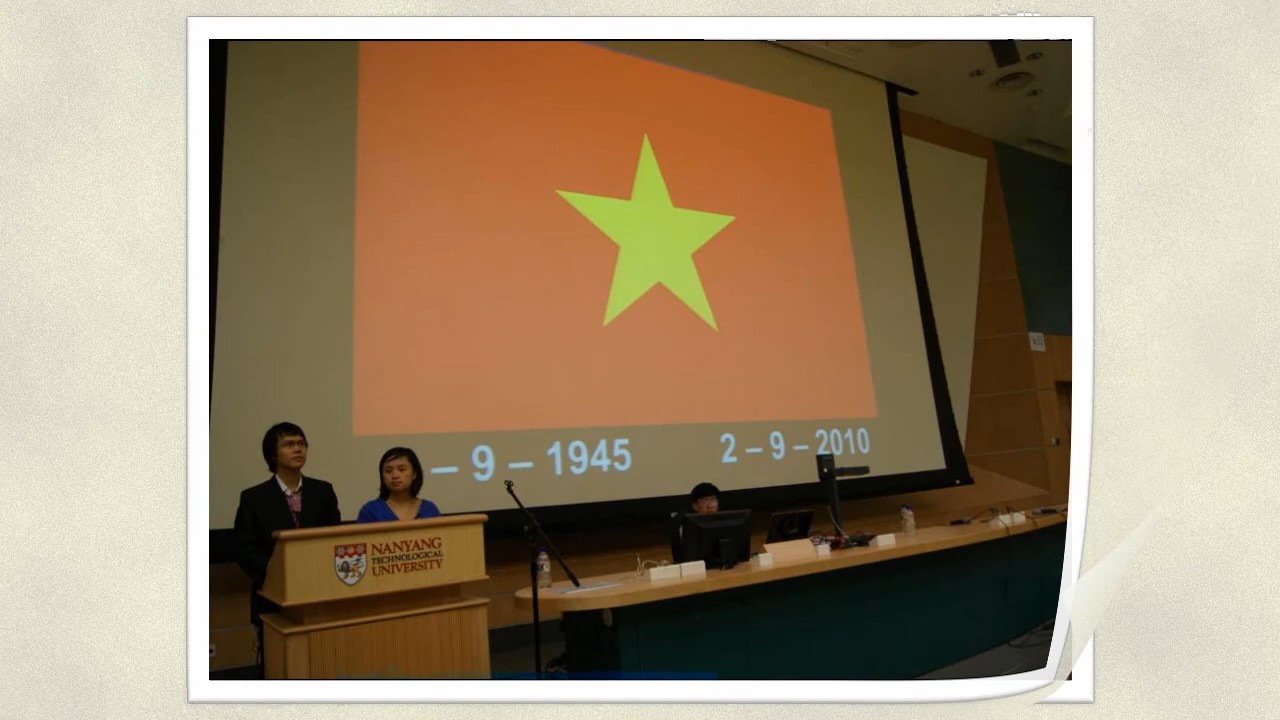 – 9 – 1945
2 – 9 – 2010
NANYANG
TECHNOLOGICAL
UNIVERSITY